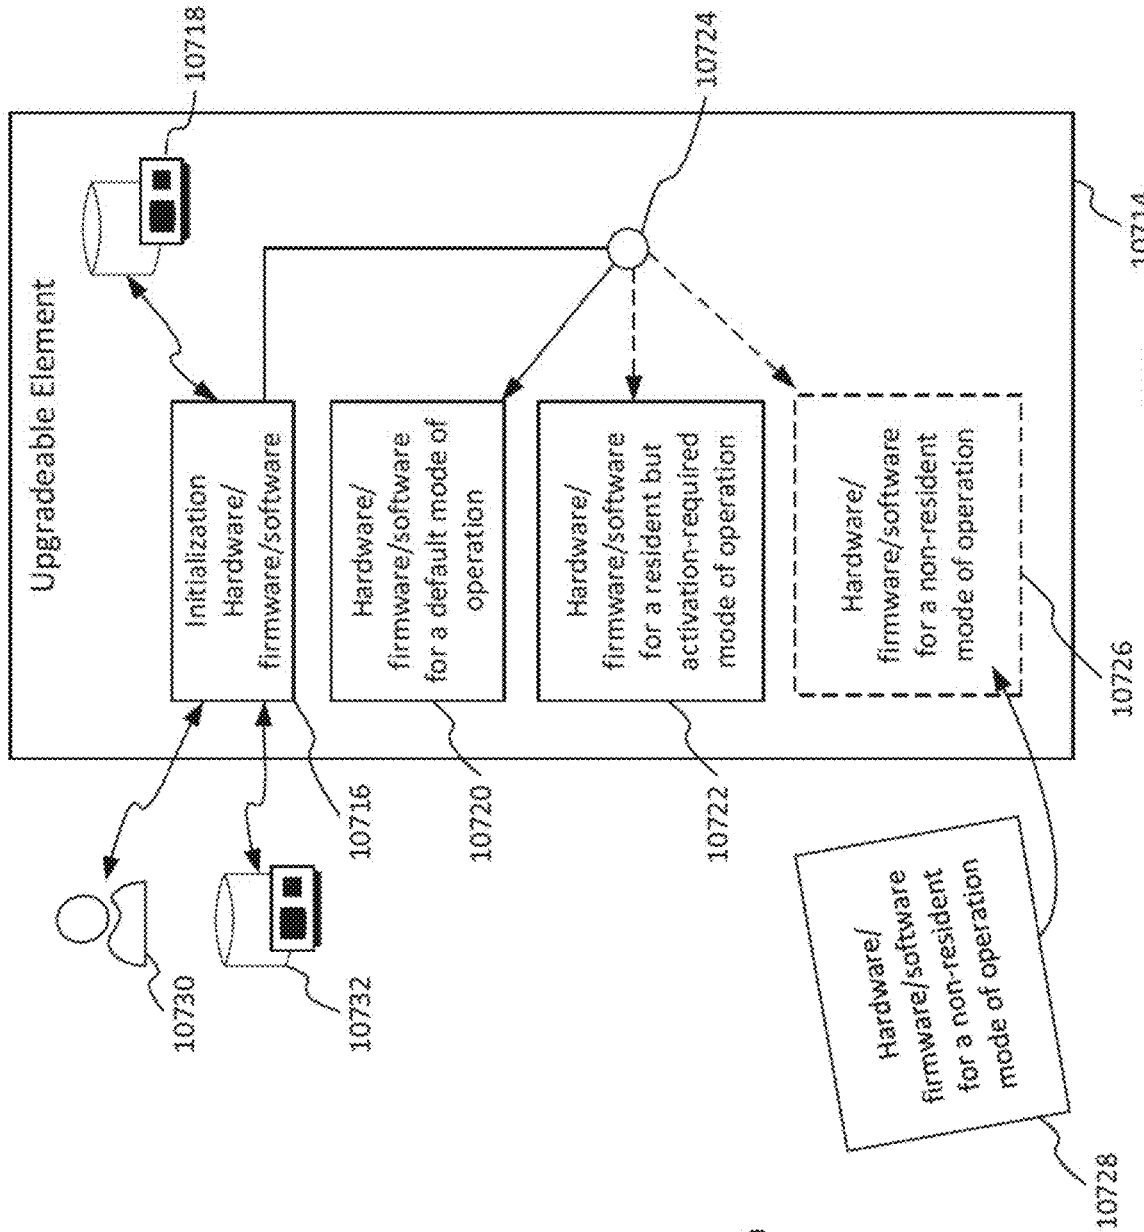 Upgradeable Element
10718
Initialization
Hardware/
firmware/software
10730
10732
10716
Hardware/
firmware/software
for a default mode of
operation
10720
Hardware/
firmware/software
for a resident but
activation-required
mode of operation
10722
10724
Hardware/
firmware/software
for a non-resident
mode of operation
10726
Hardware/
firmware/software
for a non-resident
mode of operation
10728
10714